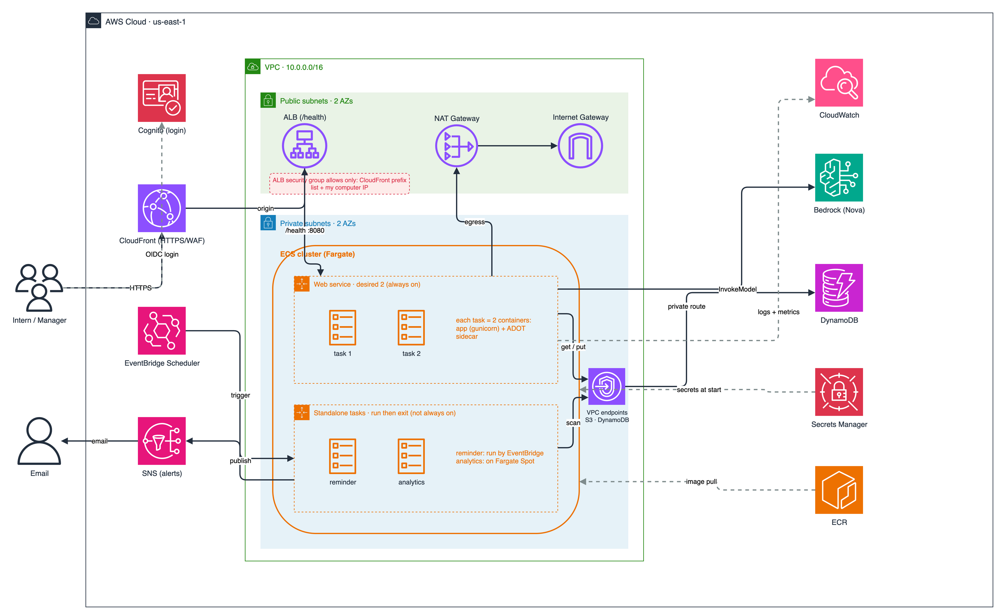 AWS Cloud · us-east-1
VPC · 10.0.0.0/16
Public subnets · 2 AZs
ALB (/health)
NAT Gateway
Internet Gateway
ALB security group allows only: CloudFront prefix
list + my computer IP
Cognito (login)
CloudFront (HTTPS/WAF)
OIDC login
HTTPS
Intern / Manager
origin
Private subnets · 2 AZs
/health :8080
egress
ECS cluster (Fargate)
Web service · desired 2 (always on)
task 1
task 2
each task = 2 containers:
app (gunicorn) + ADOT
sidecar
EventBridge Scheduler
trigger
get / put
VPC endpoints
S3 · DynamoDB
scan
Standalone tasks · run then exit (not always on)
reminder
analytics
reminder: run by EventBridge
analytics: on Fargate Spot
publish
SNS (alerts)
email
Email
CloudWatch
Bedrock (Nova)
InvokeModel
private route
logs + metrics
DynamoDB
secrets at start
Secrets Manager
image pull
ECR